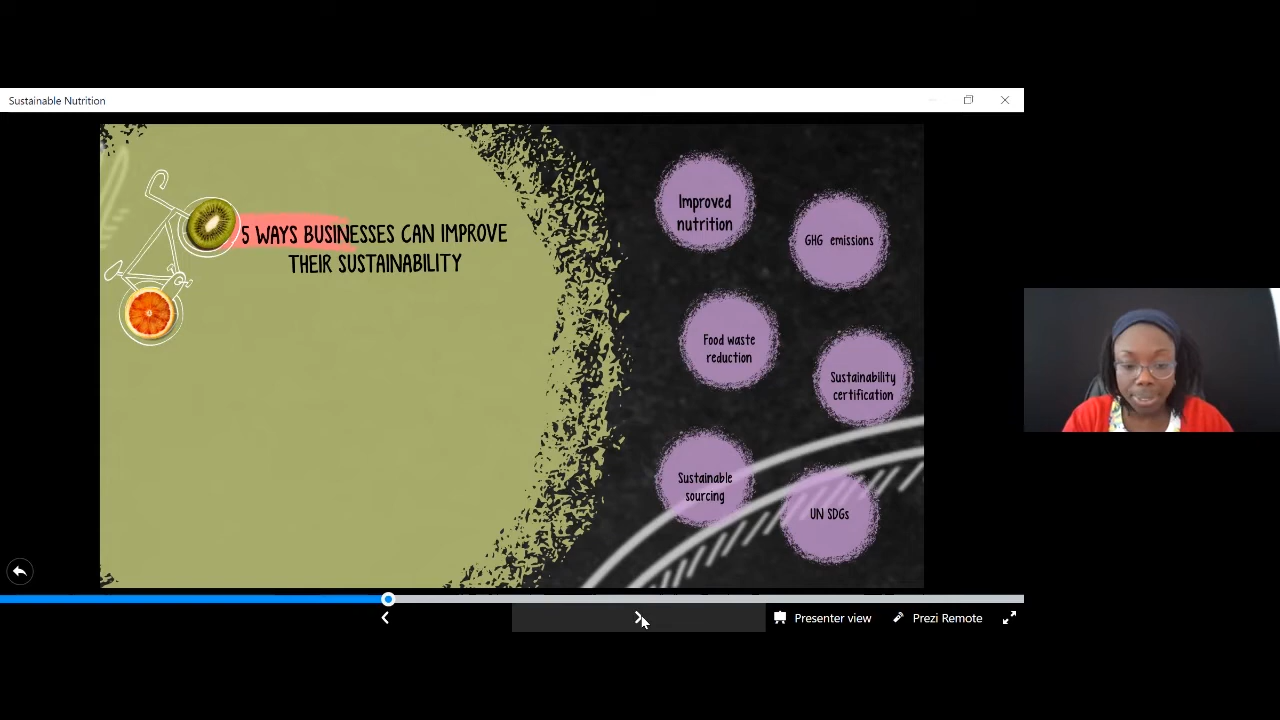 Sustainable Nutrition
5 WAYS BUSINESSES CAN IMPROVE
THEIR SUSTAINABILITY
Improved
nutrition
GHG emissions
Food waste
reduction
Sustainability
certification
Sustainable
sourcing
UN SDGs
Presenter view
Prezi Remote